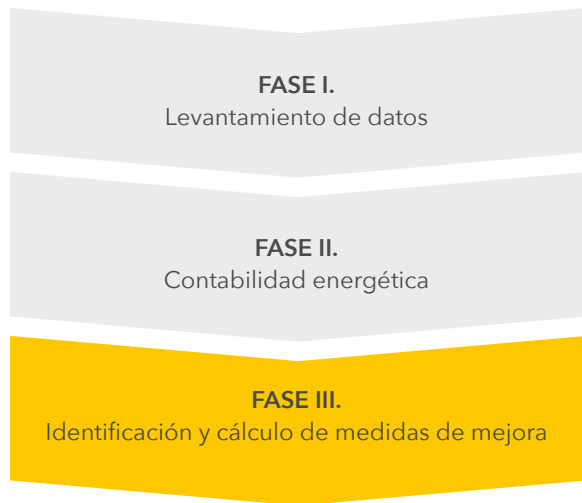 FASE I.
Levantamiento de datos
FASE II.
Contabilidad energética
FASE III.
Identificación y cálculo de medidas de mejora